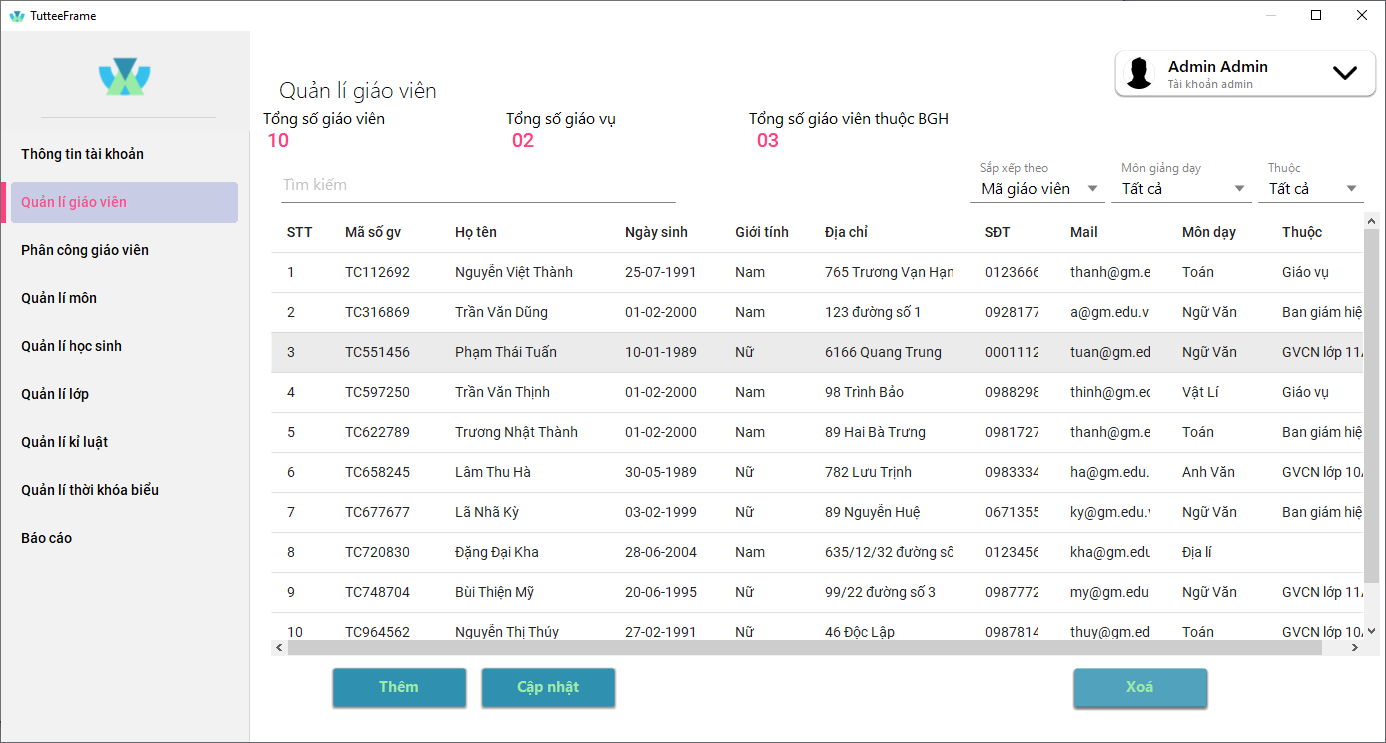 TutteeFrame
Admin Admin
Tài khoản admin
Quản lí giáo viên
Tổng số giáo viên Tổng số giáo vụ Tổng số giáo viên thuộc BGH
10 02 03
Thông tin tài khoản
Quản lí giáo viên
Phân công giáo viên
Quản lí môn
Quản lí học sinh
Quản lí lớp
Quản lí kỉ luật
Quản lí thời khóa biểu
Báo cáo
Sắp xếp theo Môn giảng dạy Thuộc
Tìm kiếm Mã giáo viên Tất cả Tất cả
STT Mã số gv Họ tên Ngày sinh Giới tính Địa chỉ SĐT Mail Môn dạy Thuộc
1 TC112692 Nguyễn Việt Thành 25-07-1991 Nam 765 Trương Vạn Hạn 0123666 thanh@gm.e Toán Giáo vụ
2 TC316869 Trần Văn Dũng 01-02-2000 Nam 123 đường số 1 0928177 a@gm.edu.v Ngữ Văn Ban giám hiệ
3 TC551456 Phạm Thái Tuấn 10-01-1989 Nữ 6166 Quang Trung 0001112 tuan@gm.ed Ngữ Văn GVCN lớp 11A
4 TC597250 Trần Văn Thịnh 01-02-2000 Nam 98 Trình Bảo 0988298 thinh@gm.ec Vật Lí Giáo vụ
5 TC622789 Trương Nhật Thành 01-02-2000 Nam 89 Hai Bà Trưng 0981727 thanh@gm.e Toán Ban giám hiệ
6 TC658245 Lâm Thu Hà 30-05-1989 Nữ 782 Lưu Trịnh 0983334 ha@gm.edu. Anh Văn GVCN lớp 10A
7 TC677677 Lã Nhã Kỳ 03-02-1999 Nữ 89 Nguyễn Huệ 0671355 ky@gm.edu.v Ngữ Văn Ban giám hiệ
8 TC720830 Đặng Đại Kha 28-06-2004 Nam 635/12/32 đường số 0123456 kha@gm.edu Địa lí
9 TC748704 Bùi Thiện Mỹ 20-06-1995 Nữ 99/22 đường số 3 0987772 my@gm.edu Ngữ Văn GVCN lớp 11A
10 TC964562 Nguyễn Thị Thúy 27-02-1991 Nữ 46 Độc Lập 0987814 thuy@gm.ed Toán GVCN lớp 10A
Thêm Cập nhật Xoá